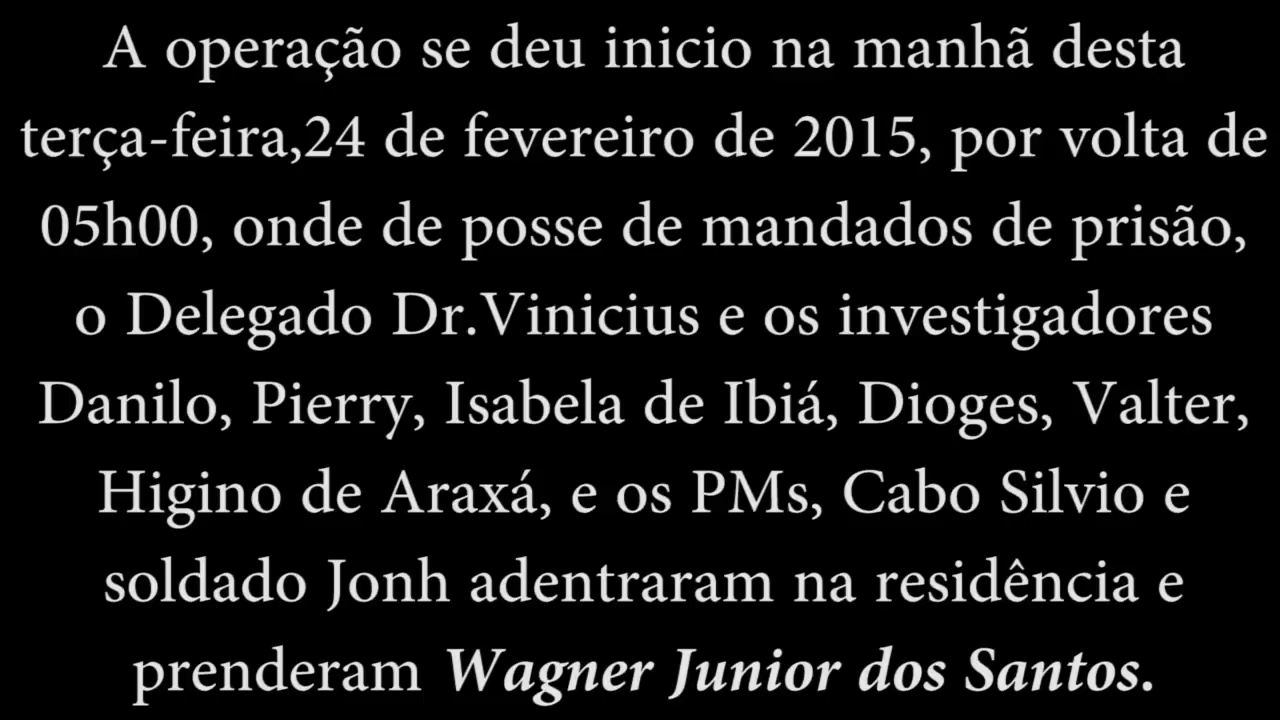 A operação se deu inicio na manhã desta
terça-feira,24 de fevereiro de 2015, por volta de
05h00, onde de posse de mandados de prisão,
o Delegado Dr.Vinicius e os investigadores
Danilo, Pierry, Isabela de Ibiá, Dioges, Valter,
Higino de Araxá, e os PMs, Cabo Silvio e
soldado Jonh adentraram na residência e
prenderam Wagner Junior dos Santos.